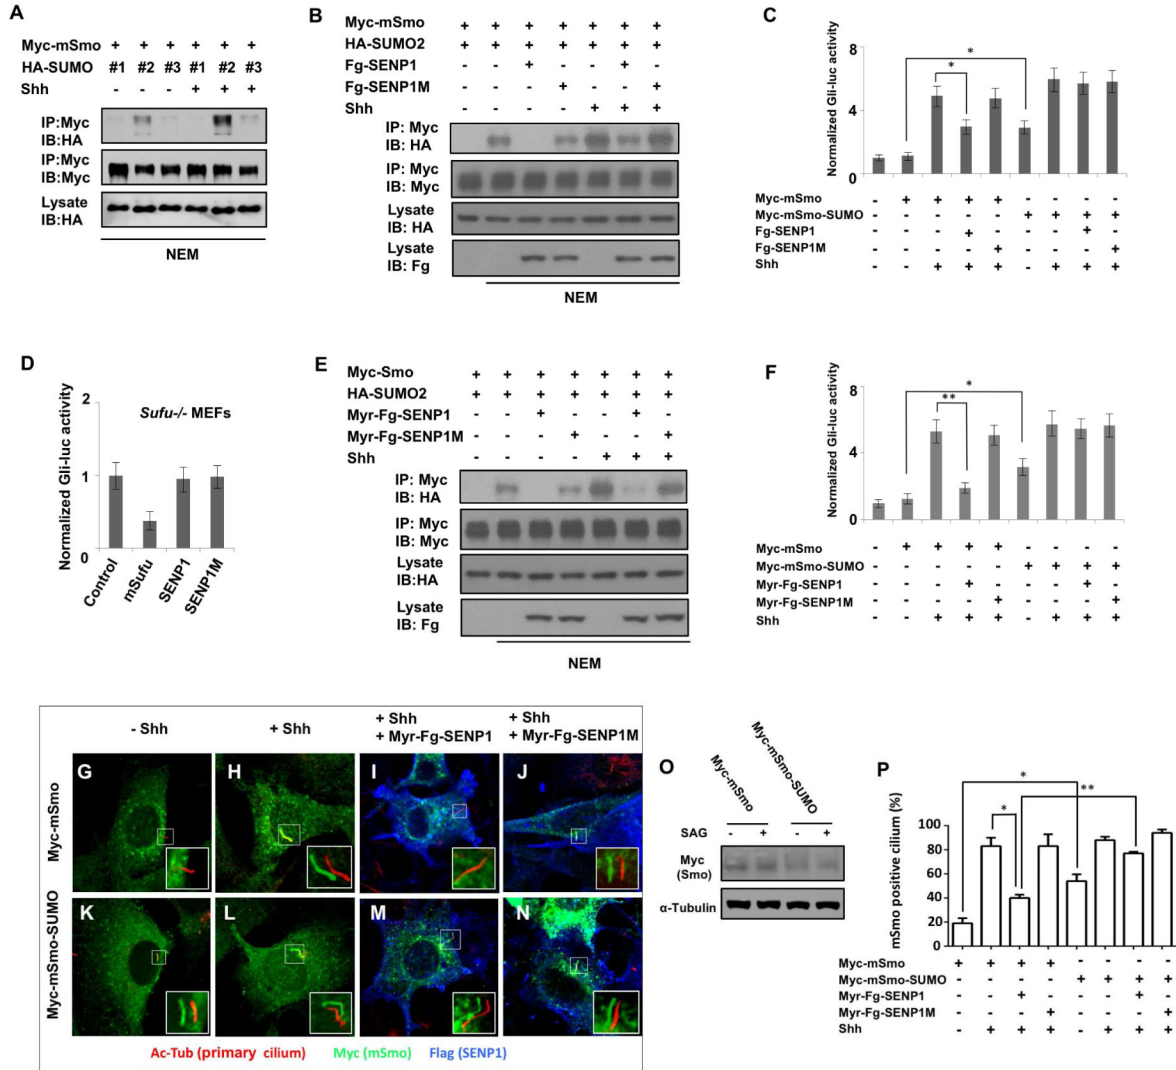 A
Myc-mSmo + + + + + +
HA-SUMO #1 #2 #3 #1 #2 #3
Shh - - - + + +
IP:Myc
IB:HA
IP:Myc
IB:Myc
Lysate
IB:HA
NEM
B
Myc-mSmo + + + + + + +
HA-SUMO2 + + + + + + +
Fg-SENP1 - - + - - + -
Fg-SENP1M - - - + - - +
Shh - - - - + + +
IP: Myc
IB: HA
IP: Myc
IB: Myc
Lysate
IB: HA
Lysate
IB: Fg
NEM
C
Normalized Gli-luc activity
8
4
0
*
*
Myc-mSmo - + + + + - - - -
Myc-mSmo-SUMO - - - - - + + + +
Fg-SENP1 - - - + - - - + -
Fg-SENP1M - - - - + - - - +
Shh - - + + + - + + +
D
Normalized Gli-luc activity
2
1
0
Sufu-/- MEFs
Control
mSufu
SENP1
SENP1M
E
Myc-Smo + + + + + + +
HA-SUMO2 + + + + + + +
Myr-Fg-SENP1 - - + - - + -
Myr-Fg-SENP1M - - - + - - +
Shh - - - - + + +
IP: Myc
IB: HA
IP: Myc
IB: Myc
Lysate
IB:HA
Lysate
IB: Fg
NEM
F
Normalized Gli-luc activity
8
4
0
*
**
Myc-mSmo - + + + + - - - -
Myc-mSmo-SUMO - - - - - + + + +
Myr-Fg-SENP1 - - - + - - - + -
Myr-Fg-SENP1M - - - - + - - - +
Shh - - + + + - + + +
- Shh
+ Shh
+ Shh
+ Myr-Fg-SENP1
+ Shh
+ Myr-Fg-SENP1M
Myc-mSmo
G
H
I
J
Myc-mSmo-SUMO
K
L
M
N
Ac-Tub (primary cilium) Myc (mSmo) Flag (SENP1)
O
Myc-mSmo
Myc-mSmo-SUMO
SAG - + - +
Myc
(Smo)
α-Tubulin
P
mSmo positive cilium (%)
100
80
60
40
20
0
*
*
**
Myc-mSmo + + + + - - - -
Myc-mSmo-SUMO - - - - + + + +
Myr-Fg-SENP1 - - + - - - + -
Myr-Fg-SENP1M - - - + - - - +
Shh - + + + - + + +